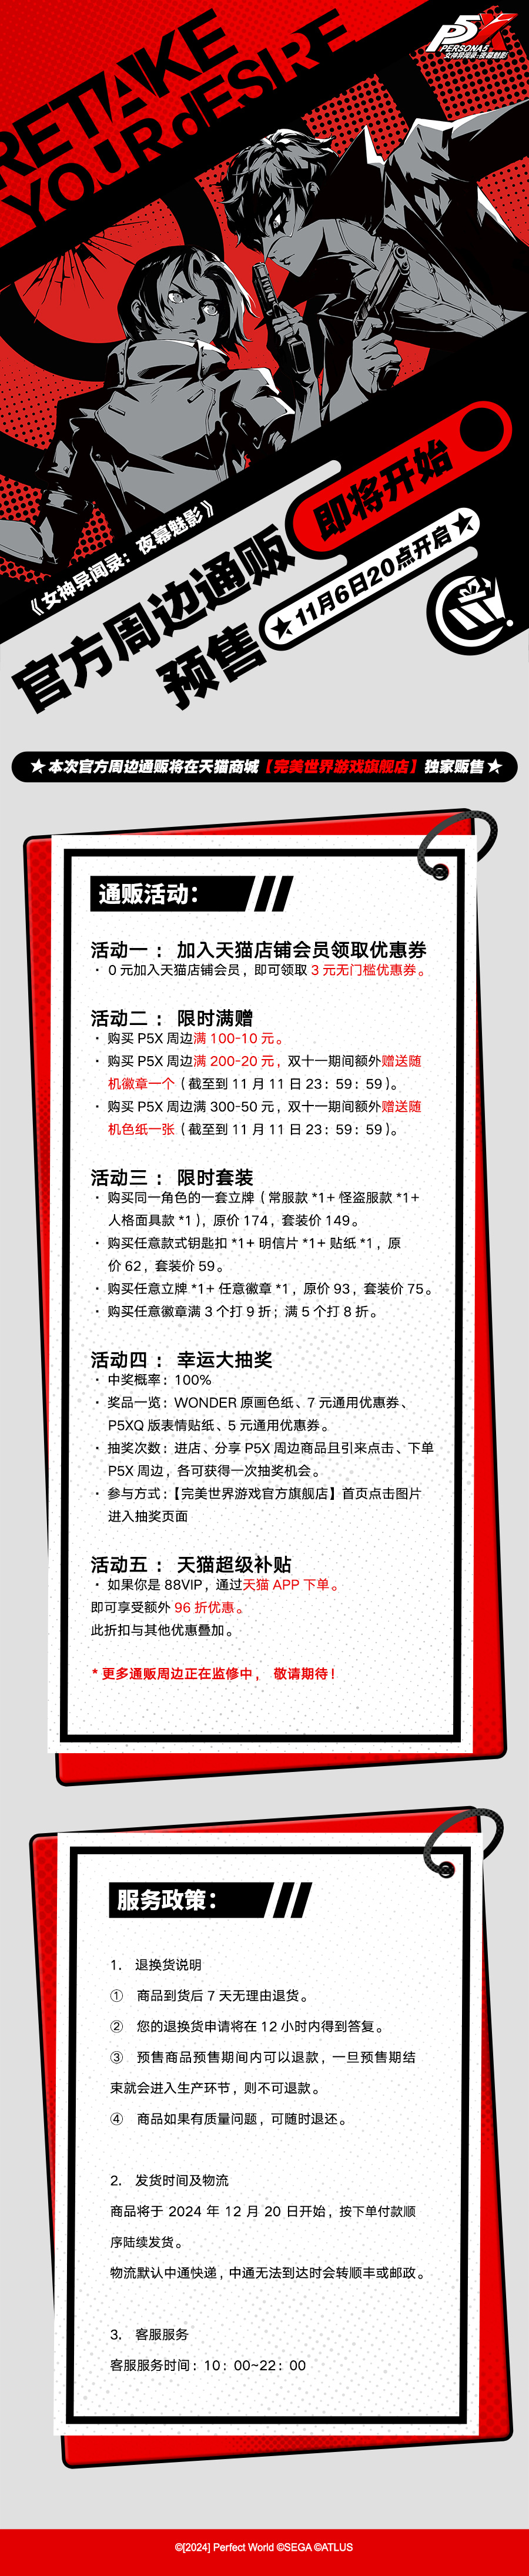 RETAKE
YOUR dESIRE
P5X
PERSONA5
女神异闻录:夜幕魅影
《女神异闻录：夜幕魅影》
官方周边通贩
即将开始
预售
★11月6日20点开启★
★本次官方周边通贩将在天猫商城【完美世界游戏旗舰店】独家贩售★
通贩活动：
活动一 ： 加入天猫店铺会员领取优惠券
· 0 元加入天猫店铺会员，即可领取 3 元无门槛优惠券。
活动二 ： 限时满赠
· 购买 P5X 周边满 100-10 元。
· 购买 P5X 周边满 200-20 元，双十一期间额外赠送随
机徽章一个（截至到 11 月 11 日 23：59：59）。
· 购买 P5X 周边满 300-50 元，双十一期间额外赠送随
机色纸一张（截至到 11 月 11 日 23：59：59）。
活动三 ： 限时套装
· 购买同一角色的一套立牌（常服款 *1+ 怪盗服款 *1+
人格面具款 *1），原价 174，套装价 149。
· 购买任意款式钥匙扣 *1+ 明信片 *1+ 贴纸 *1，原
价 62，套装价 59。
· 购买任意立牌 *1+ 任意徽章 *1，原价 93，套装价 75。
· 购买任意徽章满 3 个打 9 折；满 5 个打 8 折。
活动四 ： 幸运大抽奖
· 中奖概率：100%
· 奖品一览：WONDER 原画色纸、7 元通用优惠券、
P5XQ 版表情贴纸、5 元通用优惠券。
· 抽奖次数：进店、分享 P5X 周边商品且引来点击、下单
P5X 周边，各可获得一次抽奖机会。
· 参与方式：【完美世界游戏官方旗舰店】首页点击图片
进入抽奖页面
活动五 ： 天猫超级补贴
· 如果你是 88VIP，通过天猫 APP 下单。
即可享受额外 96 折优惠。
此折扣与其他优惠叠加。
* 更多通贩周边正在监修中， 敬请期待！
服务政策：
1. 退换货说明
① 商品到货后 7 天无理由退货。
② 您的退换货申请将在 12 小时内得到答复。
③ 预售商品预售期间内可以退款，一旦预售期结
束就会进入生产环节，则不可退款。
④ 商品如果有质量问题，可随时退还。
2. 发货时间及物流
商品将于 2024 年 12 月 20 日开始，按下单付款顺
序陆续发货。
物流默认中通快递，中通无法到达时会转顺丰或邮政。
3. 客服服务
客服服务时间：10：00~22：00
©[2024] Perfect World ©SEGA ©ATLUS